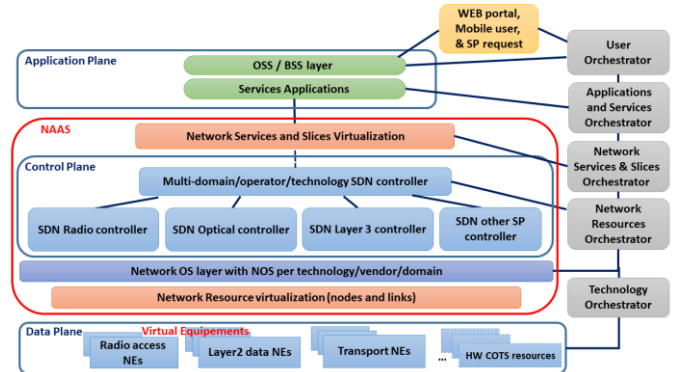 WEB portal,
Mobile user,
& SP request
User
Orchestrator
Application Plane
OSS / BSS layer
Services Applications
Applications
and Services
Orchestrator
NAAS
Network Services and Slices Virtualization
Network
Services & Slices
Orchestrator
Control Plane
Multi-domain/operator/technology SDN controller
SDN Radio controller
SDN Optical controller
SDN Layer 3 controller
SDN other SP
controller
Network
Resources
Orchestrator
Network OS layer with NOS per technology/vendor/domain
Network Resource virtualization (nodes and links)
Technology
Orchestrator
Data Plane
Virtual Equipements
Radio access
NEs
Layer2 data NEs
Transport NEs
...
HW COTS resources